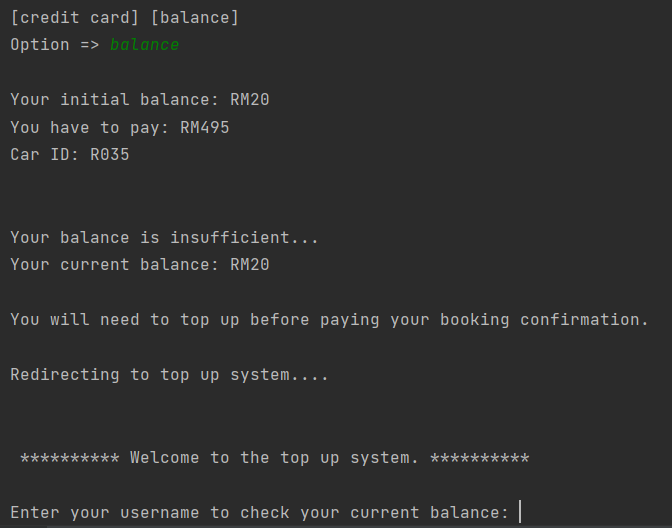 [credit card] [balance]
Option => balance
Your initial balance: RM20
You have to pay: RM495
Car ID: R035
Your balance is insufficient...
Your current balance: RM20
You will need to top up before paying your booking confirmation.
Redirecting to top up system....
********** Welcome to the top up system. **********
Enter your username to check your current balance: